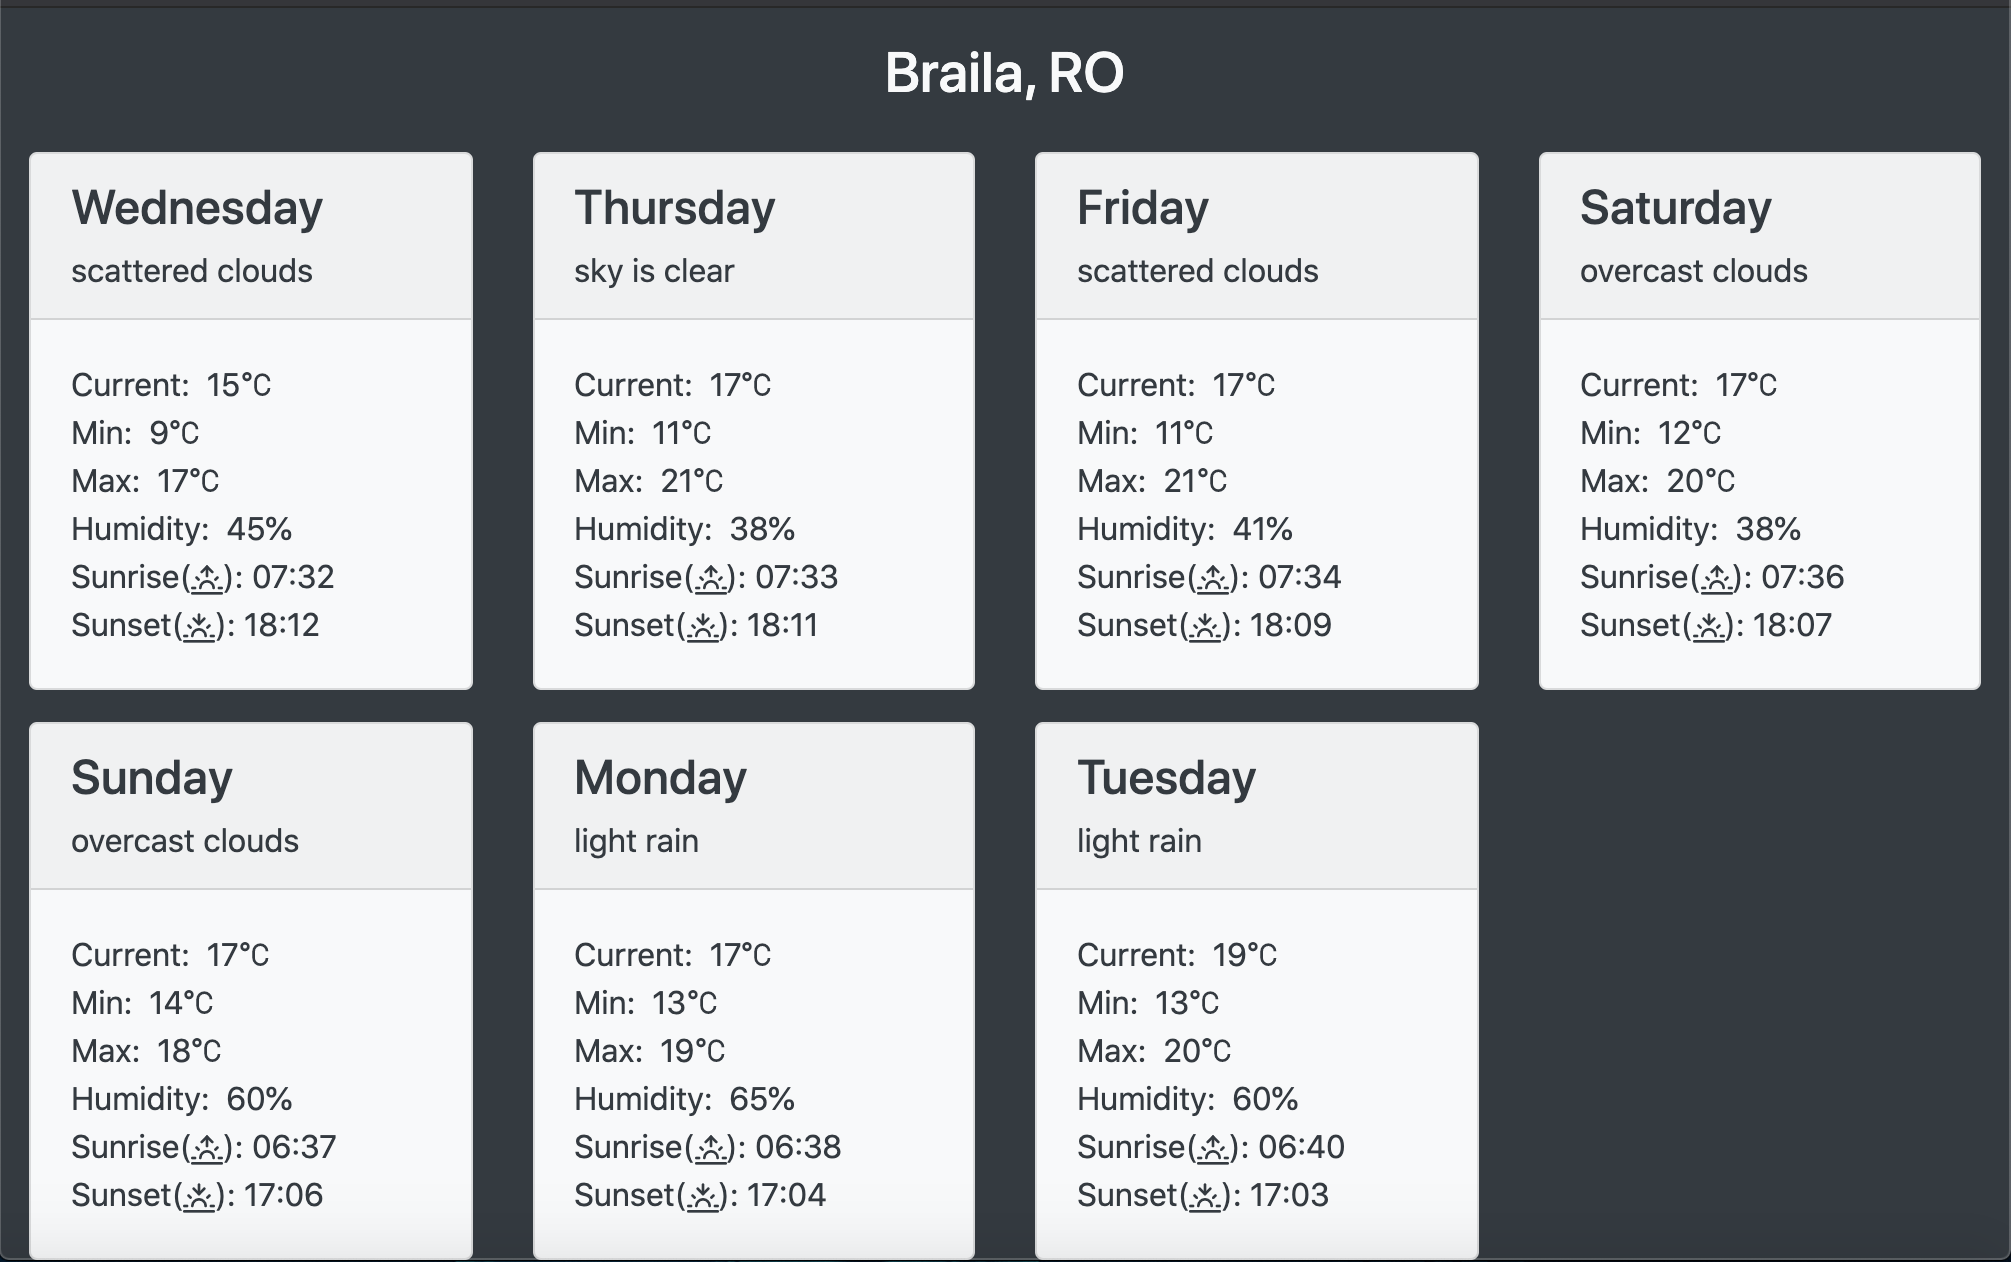 Braila, RO
Wednesday
scattered clouds
Current: 15°C
Min: 9°C
Max: 17°C
Humidity: 45%
Sunrise(): 07:32
Sunset(): 18:12
Thursday
sky is clear
Current: 17°C
Min: 11°C
Max: 21°C
Humidity: 38%
Sunrise(): 07:33
Sunset(): 18:11
Friday
scattered clouds
Current: 17°C
Min: 11°C
Max: 21°C
Humidity: 41%
Sunrise(): 07:34
Sunset(): 18:09
Saturday
overcast clouds
Current: 17°C
Min: 12°C
Max: 20°C
Humidity: 38%
Sunrise(): 07:36
Sunset(): 18:07
Sunday
overcast clouds
Current: 17°C
Min: 14°C
Max: 18°C
Humidity: 60%
Sunrise(): 06:37
Sunset(): 17:06
Monday
light rain
Current: 17°C
Min: 13°C
Max: 19°C
Humidity: 65%
Sunrise(): 06:38
Sunset(): 17:04
Tuesday
light rain
Current: 19°C
Min: 13°C
Max: 20°C
Humidity: 60%
Sunrise(): 06:40
Sunset(): 17:03